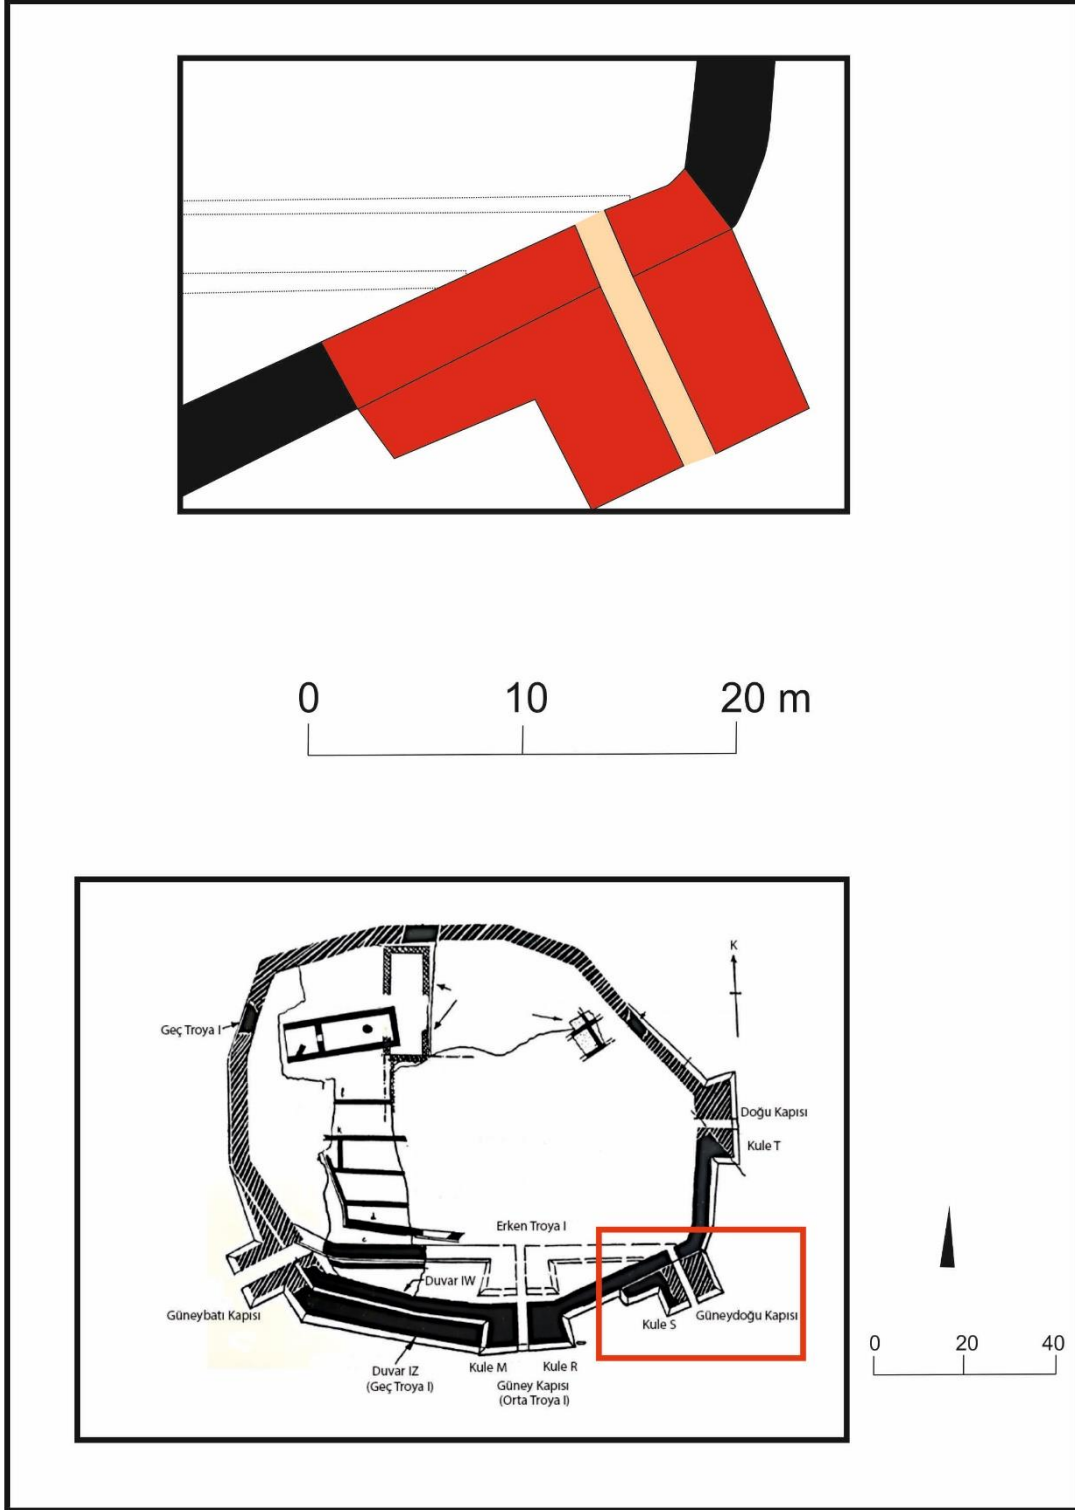 0 10 20 m
K
Geç Troya I
Doğu Kapısı
Kule T
Erken Troya I
Duvar IW
Güneybatı Kapısı
Kule S
Güneydoğu Kapısı
Duvar IZ
(Geç Troya I)
Kule M
Kule R
Güney Kapısı
(Orta Troya I)
0 20 40